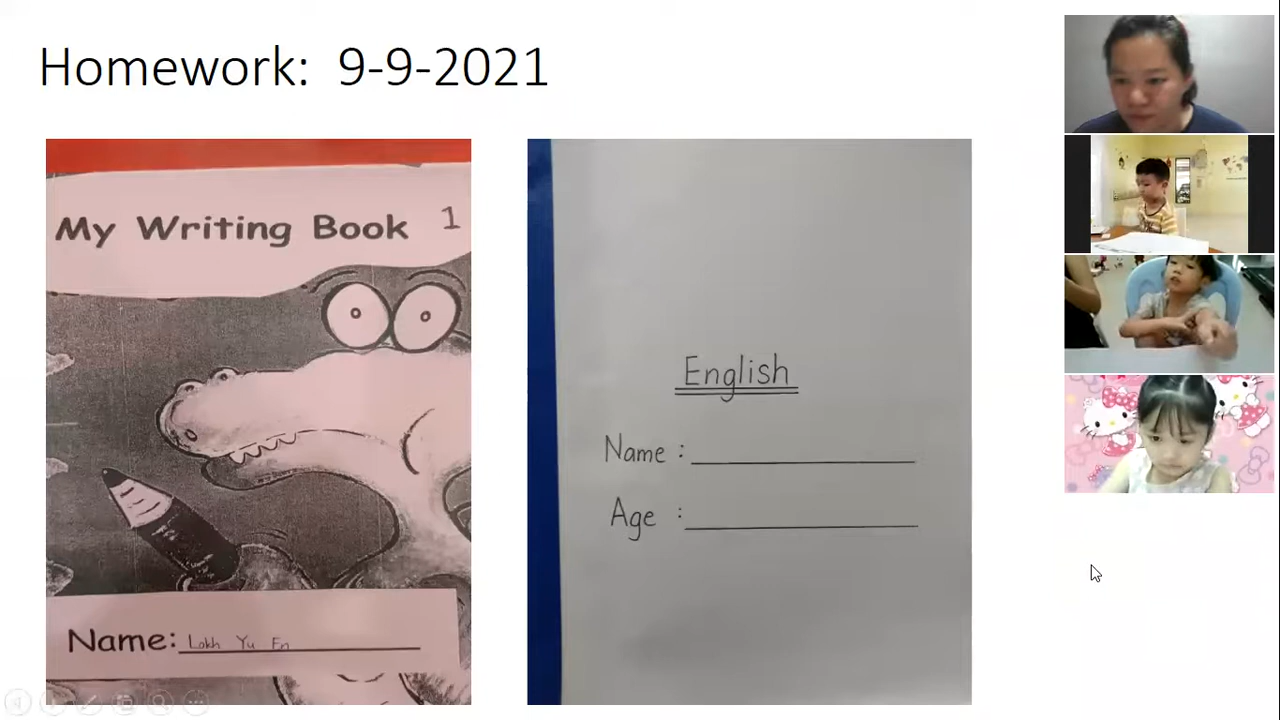 Homework: 9-9-2021
My Writing Book 1
Name: Lokh Yu En
English
Name :
Age :